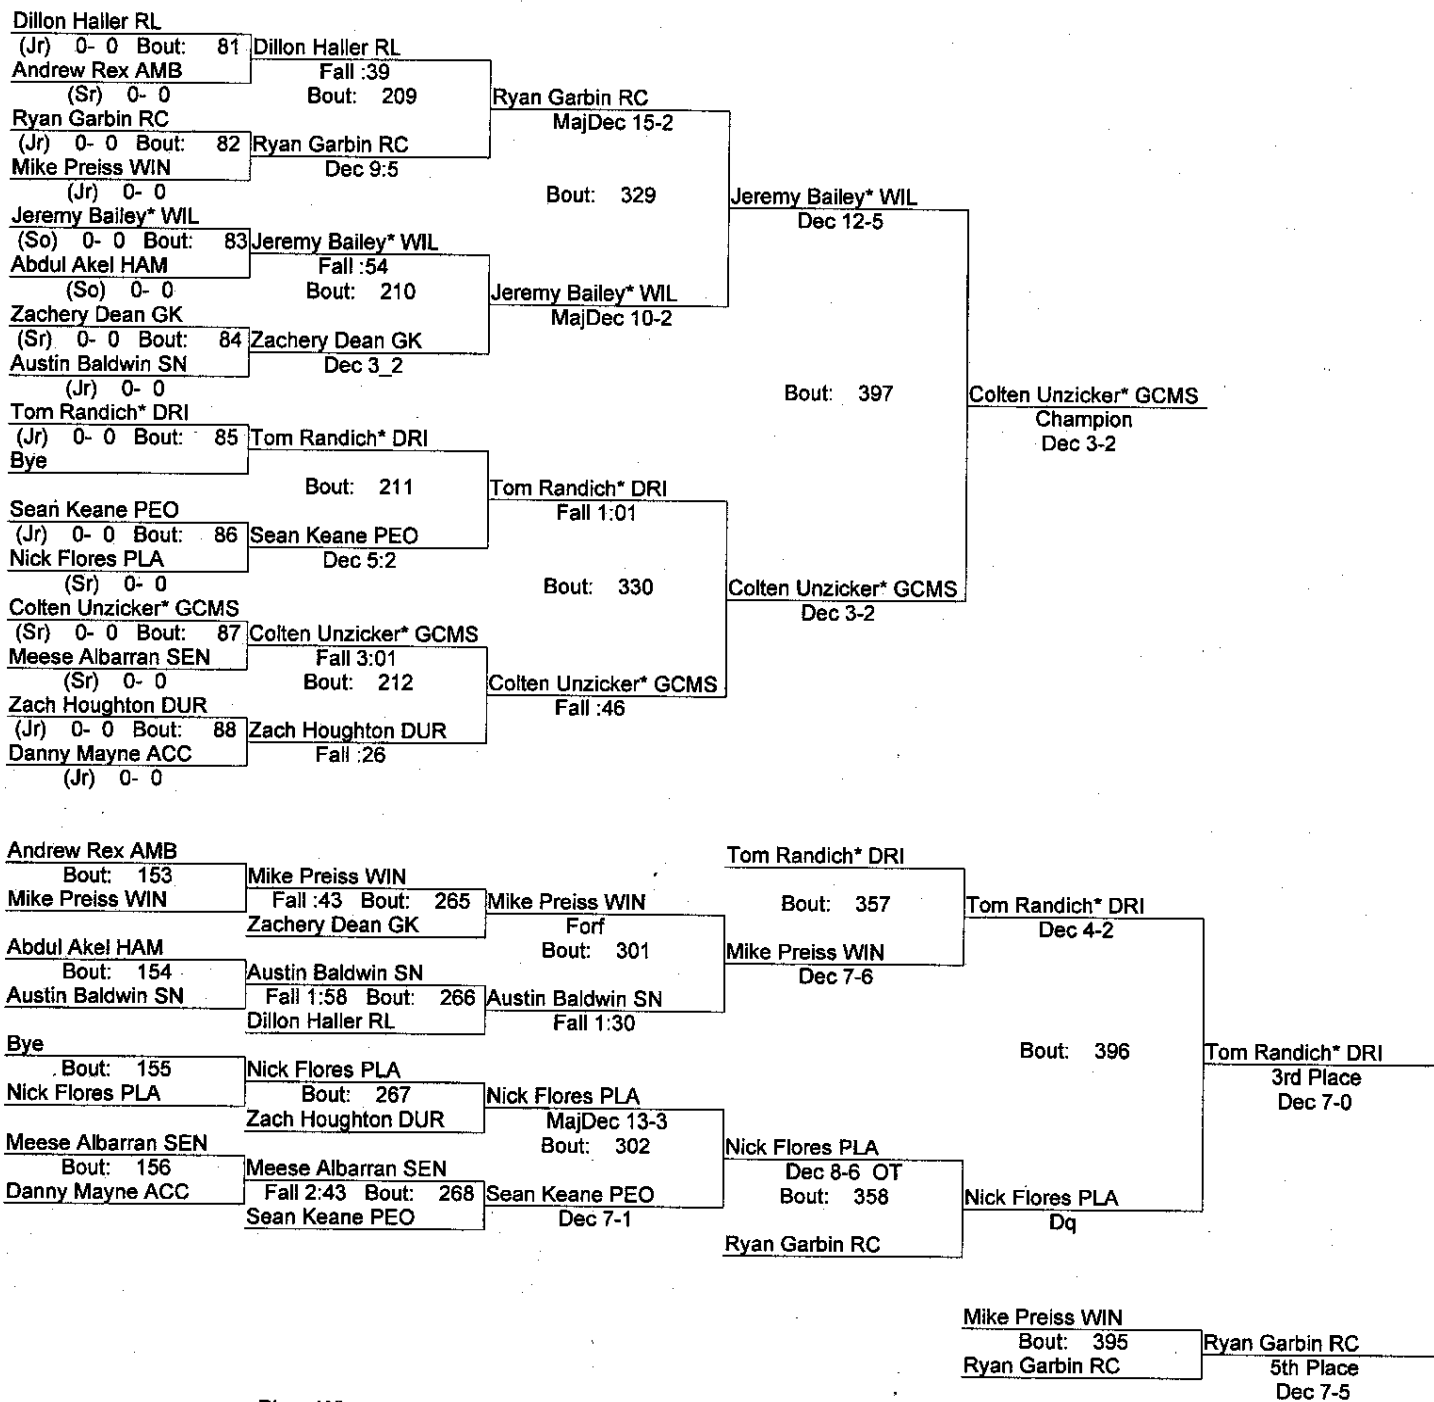 Dillon Haller RL
(Jr) 0- 0 Bout: 81 Dillon Haller RL
Andrew Rex AMB Fall :39
(Sr) 0- 0 Bout: 209 Ryan Garbin RC
Ryan Garbin RC MajDec 15-2
(Jr) 0- 0 Bout: 82 Ryan Garbin RC
Mike Preiss WIN Dec 9:5
(Jr) 0- 0 Bout: 329 Jeremy Bailey* WIL
Jeremy Bailey* WIL Dec 12-5
(So) 0- 0 Bout: 83 Jeremy Bailey* WIL
Abdul Akel HAM Fall :54
(So) 0- 0 Bout: 210 Jeremy Bailey* WIL
Zachery Dean GK MajDec 10-2
(Sr) 0- 0 Bout: 84 Zachery Dean GK
Austin Baldwin SN Dec 3_2
(Jr) 0- 0 Bout: 397 Colten Unzicker* GCMS
Tom Randich* DRI Champion
(Jr) 0- 0 Bout: 85 Tom Randich* DRI Dec 3-2
Bye
Bout: 211 Tom Randich* DRI
Sean Keane PEO Fall 1:01
(Jr) 0- 0 Bout: 86 Sean Keane PEO
Nick Flores PLA Dec 5:2
(Sr) 0- 0 Bout: 330 Colten Unzicker* GCMS
Colten Unzicker* GCMS Dec 3-2
(Sr) 0- 0 Bout: 87 Colten Unzicker* GCMS
Meese Albarran SEN Fall 3:01
(Sr) 0- 0 Bout: 212 Colten Unzicker* GCMS
Zach Houghton DUR Fall :46
(Jr) 0- 0 Bout: 88 Zach Houghton DUR
Danny Mayne ACC Fall :26
(Jr) 0- 0
Andrew Rex AMB Tom Randich* DRI
Bout: 153 Mike Preiss WIN
Mike Preiss WIN Fall :43 Bout: 265 Mike Preiss WIN Bout: 357 Tom Randich* DRI
Zachery Dean GK Forf Dec 4-2
Abdul Akel HAM Bout: 301 Mike Preiss WIN
Bout: 154 Austin Baldwin SN Dec 7-6
Austin Baldwin SN Fall 1:58 Bout: 266 Austin Baldwin SN
Dillon Haller RL Fall 1:30
Bye Bout: 396 Tom Randich* DRI
Bout: 155 Nick Flores PLA 3rd Place
Nick Flores PLA Bout: 267 Nick Flores PLA Dec 7-0
Zach Houghton DUR MajDec 13-3
Meese Albarran SEN Bout: 302 Nick Flores PLA
Bout: 156 Meese Albarran SEN Dec 8-6 OT
Danny Mayne ACC Fall 2:43 Bout: 268 Sean Keane PEO Bout: 358 Nick Flores PLA
Sean Keane PEO Dec 7-1 Dq
Ryan Garbin RC
Mike Preiss WIN
Bout: 395 Ryan Garbin RC
Ryan Garbin RC 5th Place
Dec 7-5